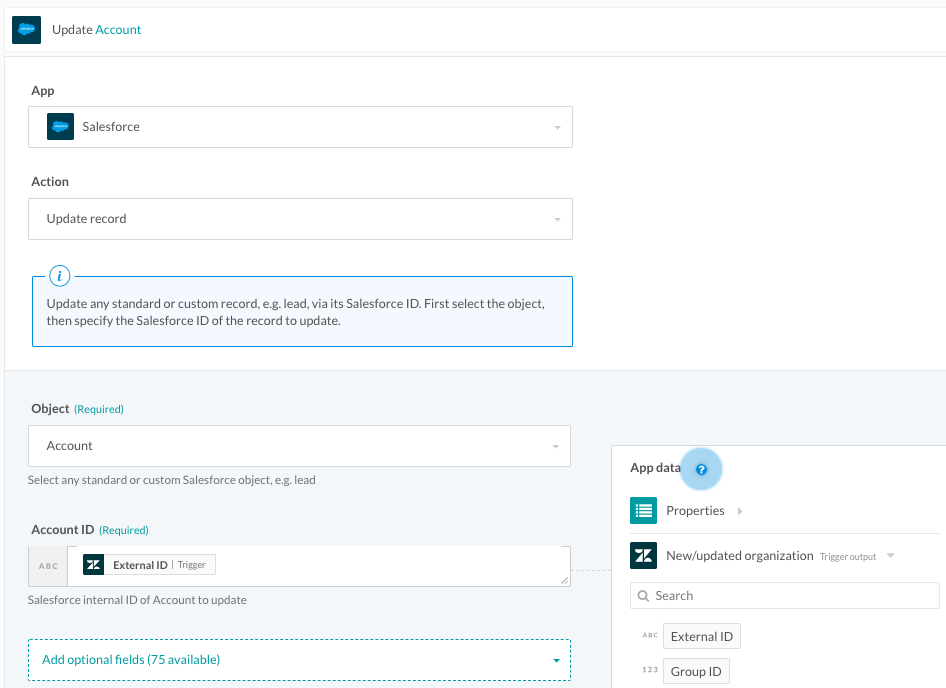 Update Account
App
Salesforce
Action
Update record
i
Update any standard or custom record, e.g. lead, via its Salesforce ID. First select the object,
then specify the Salesforce ID of the record to update.
Object (Required)
Account
Select any standard or custom Salesforce object, e.g. lead
Account ID (Required)
ABC
External ID | Trigger
Salesforce internal ID of Account to update
Add optional fields (75 available)
App data ?
Properties
New/updated organization Trigger output
Search
ABC External ID
123 Group ID